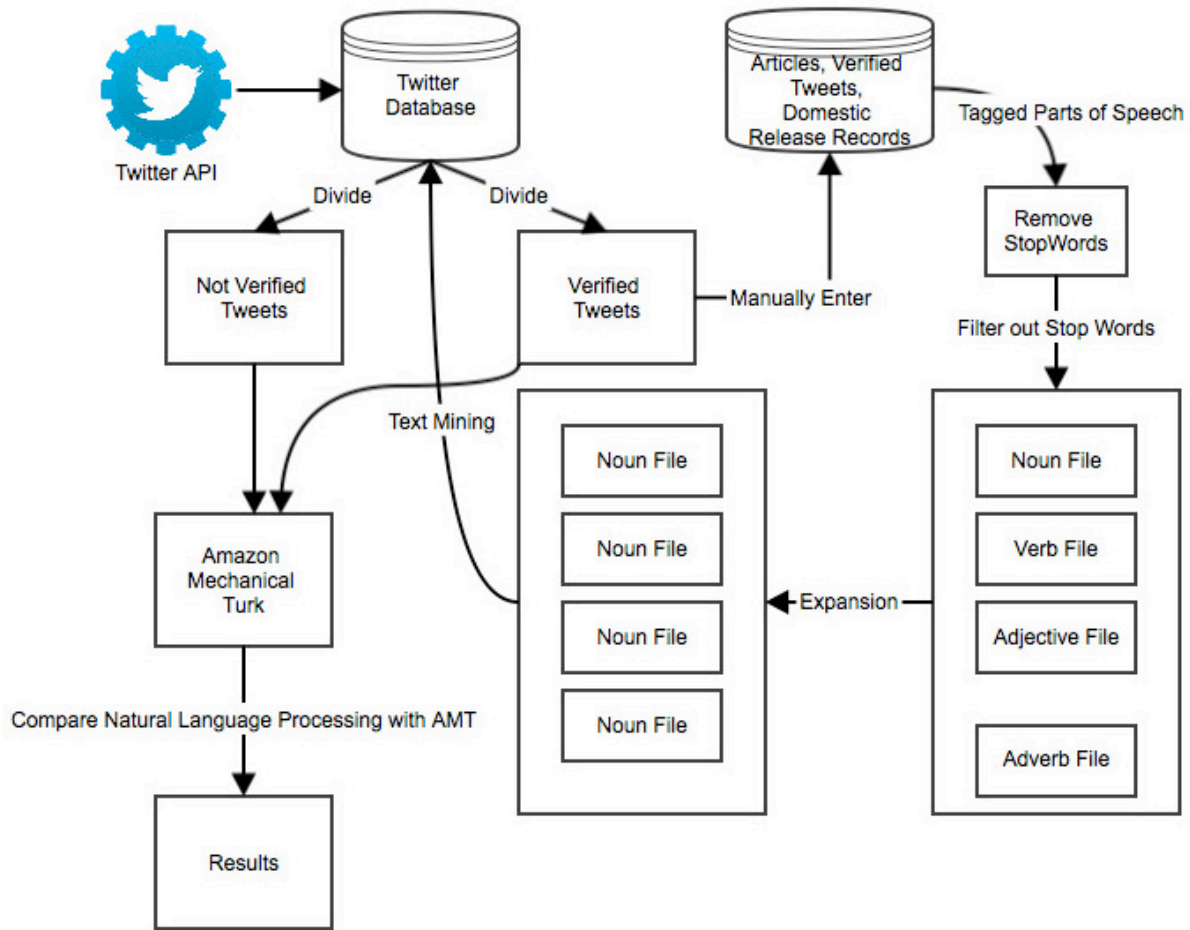 Twitter
Database
Twitter API
Articles, Verified
Tweets,
Domestic
Release Records
Tagged Parts of Speech
Divide
Divide
Not Verified
Tweets
Verified
Tweets
Manually Enter
Remove
StopWords
Filter out Stop Words
Text Mining
Noun File
Noun File
Noun File
Noun File
Expansion
Noun File
Verb File
Adjective File
Adverb File
Amazon
Mechanical
Turk
Compare Natural Language Processing with AMT
Results